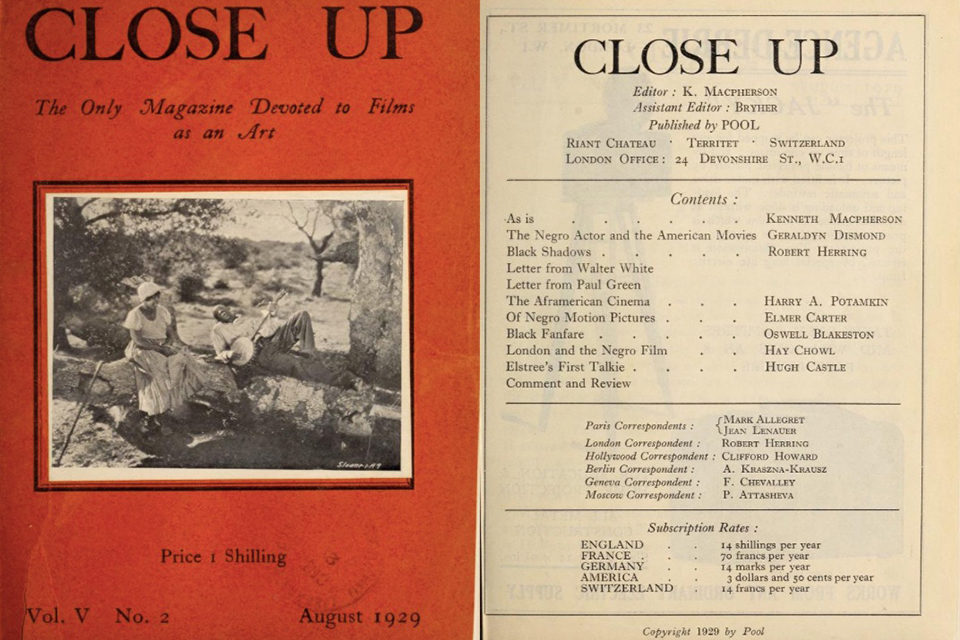 CLOSE UP
The Only Magazine Devoted to Films
as an Art
Price 1 Shilling
Vol. V No. 2 August 1929
CLOSE UP
Editor : K. Macpherson
Assistant Editor : Bryher
Published by POOL
Riant Chateau · Territet · Switzerland
London Office : 24 Devonshire St., W.C.1
Contents :
As is . . . . . . Kenneth Macpherson
The Negro Actor and the American Movies Geraldyn Dismond
Black Shadows . . . . . Robert Herring
Letter from Walter White
Letter from Paul Green
The Aframerican Cinema . . . Harry A. Potamkin
Of Negro Motion Pictures . . . Elmer Carter
Black Fanfare . . . . . Oswell Blakeston
London and the Negro Film . . Hay Chowl
Elstree's First Talkie . . . . Hugh Castle
Comment and Review
Paris Correspondents : { Mark Allegret
Jean Lenauer
London Correspondent : Robert Herring
Hollywood Correspondent : Clifford Howard
Berlin Correspondent : A. Kraszna-Krausz
Geneva Correspondent : F. Chevalley
Moscow Correspondent : P. Attasheva
Subscription Rates :
ENGLAND . . 14 shillings per year
FRANCE . . . 70 francs per year
GERMANY . . 14 marks per year
AMERICA . . 3 dollars and 50 cents per year
SWITZERLAND . 14 francs per year
Copyright 1929 by Pool